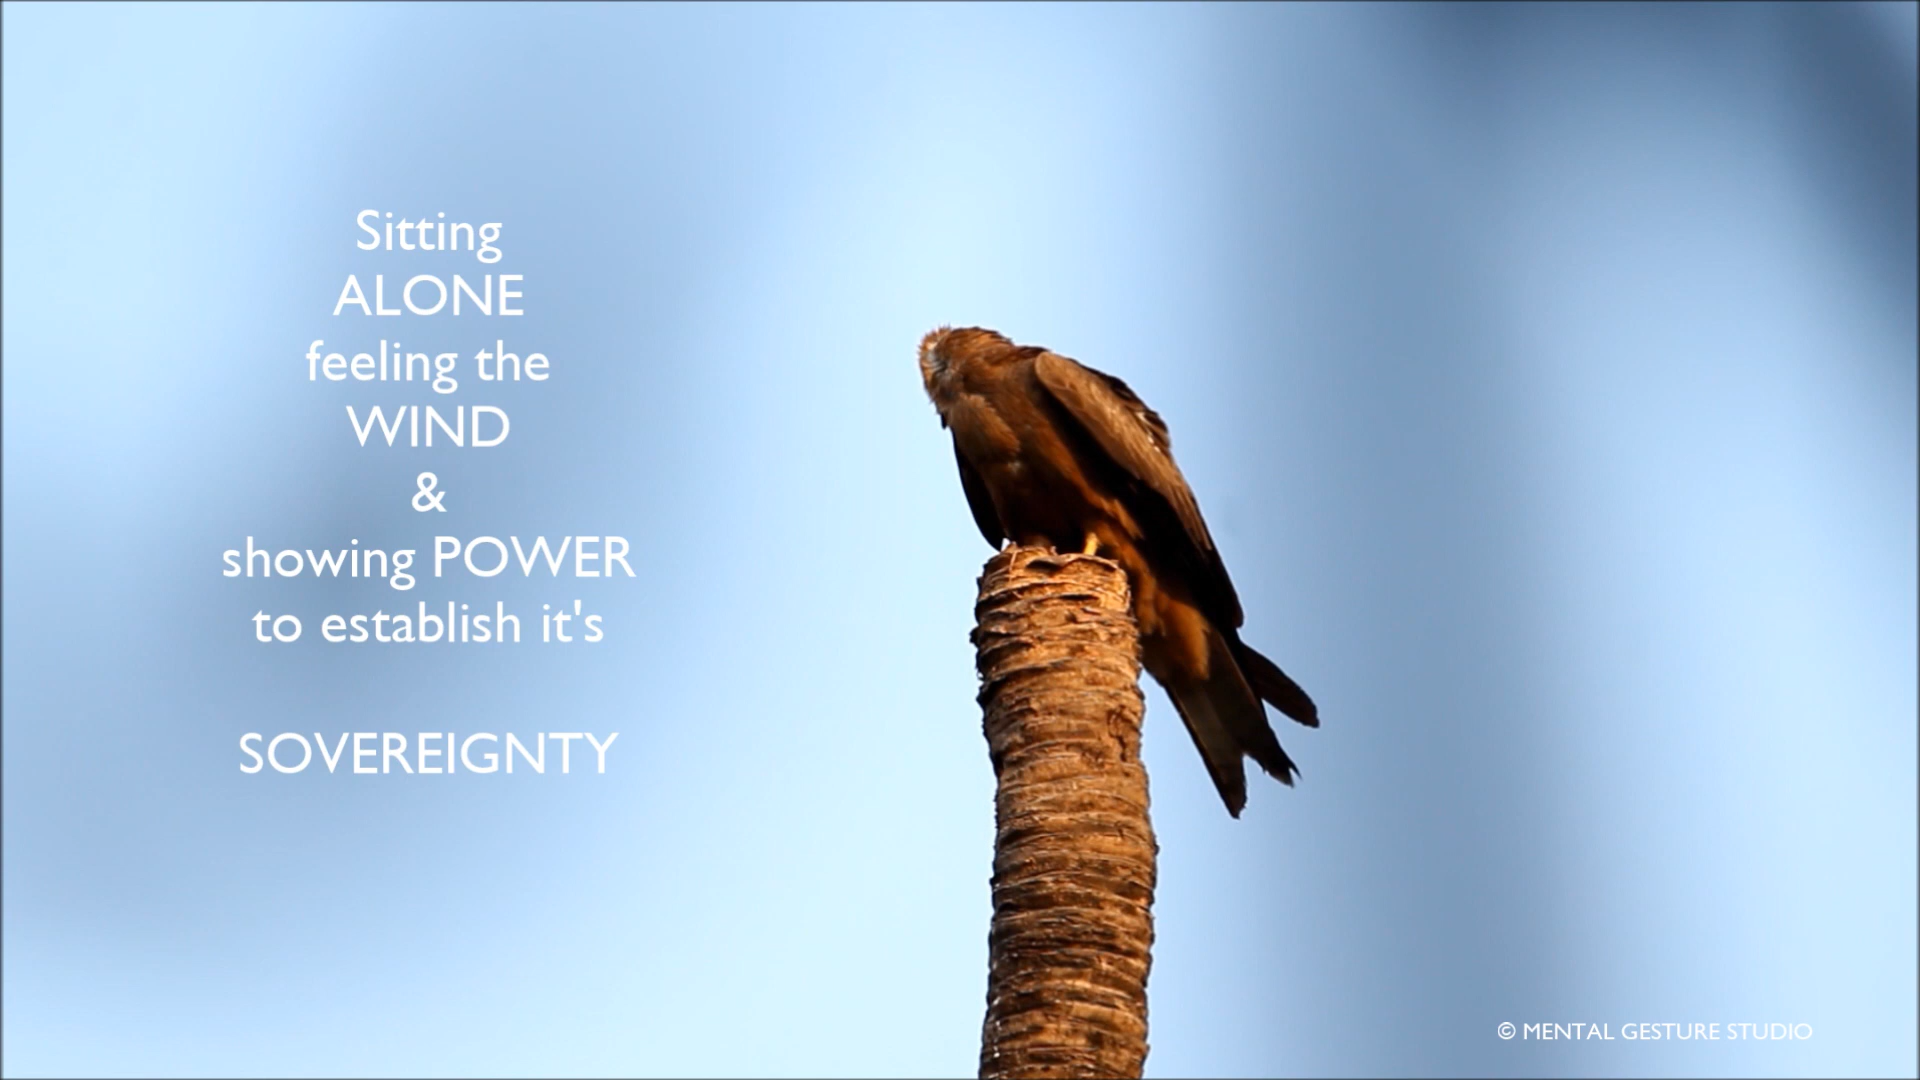 Sitting
ALONE
feeling the
WIND
&
showing POWER
to establish it's
SOVEREIGNTY
© MENTAL GESTURE STUDIO